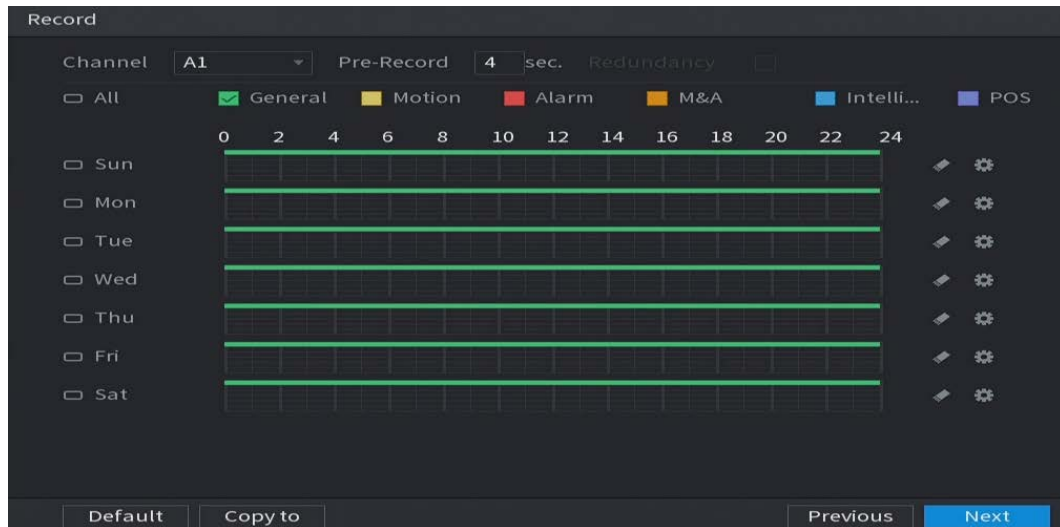 Record
Channel A1 Pre-Record 4 sec. Redundancy
All General Motion Alarm M&A Intelli... POS
0 2 4 6 8 10 12 14 16 18 20 22 24
Sun
Mon
Tue
Wed
Thu
Fri
Sat
Default Copy to Previous Next